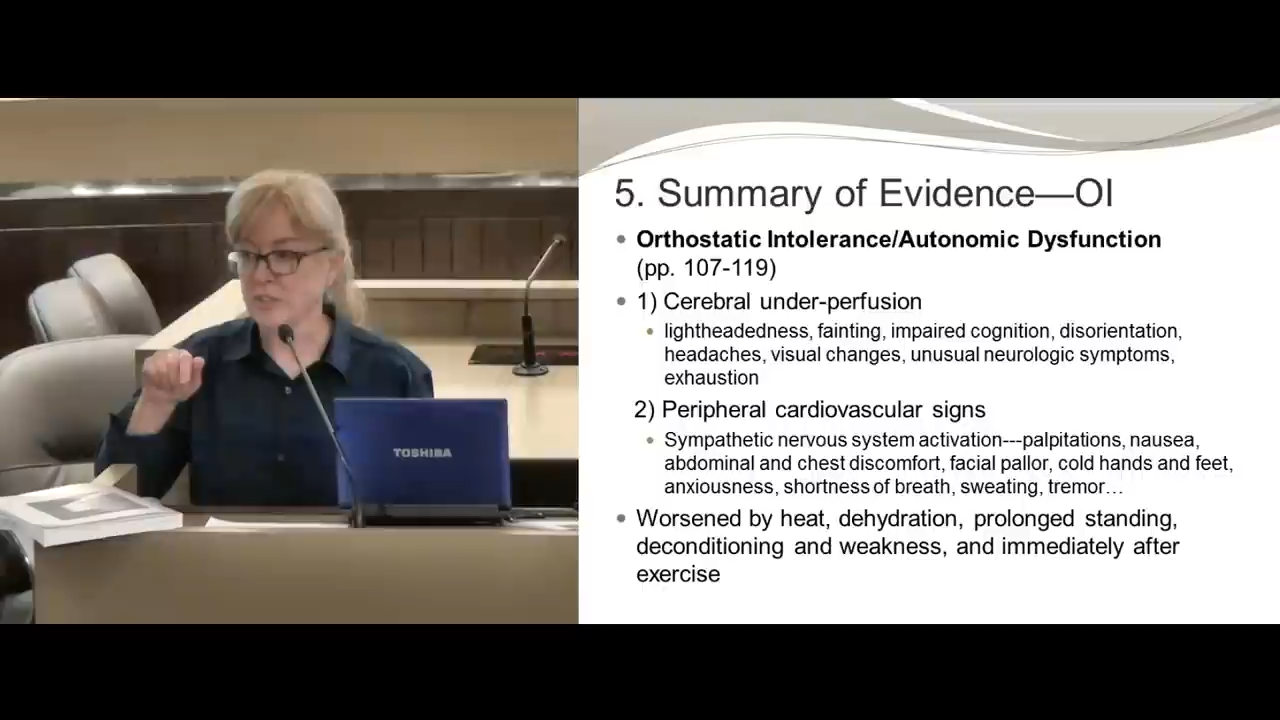 5. Summary of Evidence—OI
Orthostatic Intolerance/Autonomic Dysfunction
(pp. 107-119)
1) Cerebral under-perfusion
lightheadedness, fainting, impaired cognition, disorientation,
headaches, visual changes, unusual neurologic symptoms,
exhaustion
2) Peripheral cardiovascular signs
Sympathetic nervous system activation---palpitations, nausea,
abdominal and chest discomfort, facial pallor, cold hands and feet,
anxiousness, shortness of breath, sweating, tremor…
Worsened by heat, dehydration, prolonged standing,
deconditioning and weakness, and immediately after
exercise
TOSHIBA